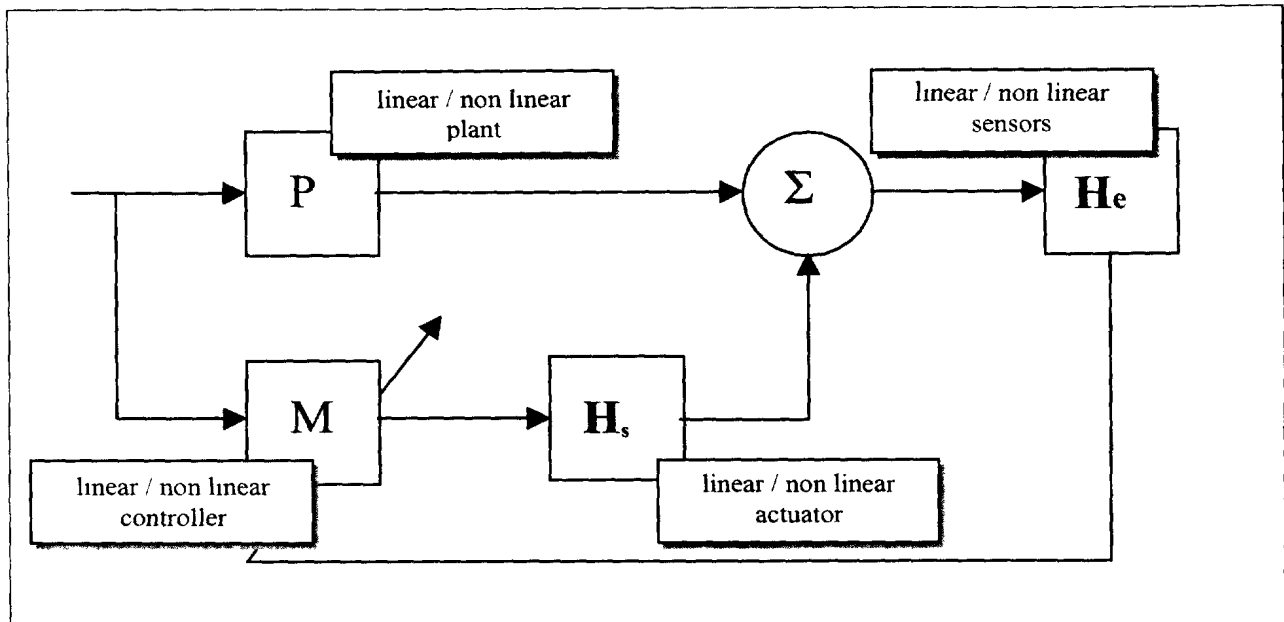 linear / non linear
plant
P
Σ
linear / non linear
sensors
He
M
Hs
linear / non linear
controller
linear / non linear
actuator